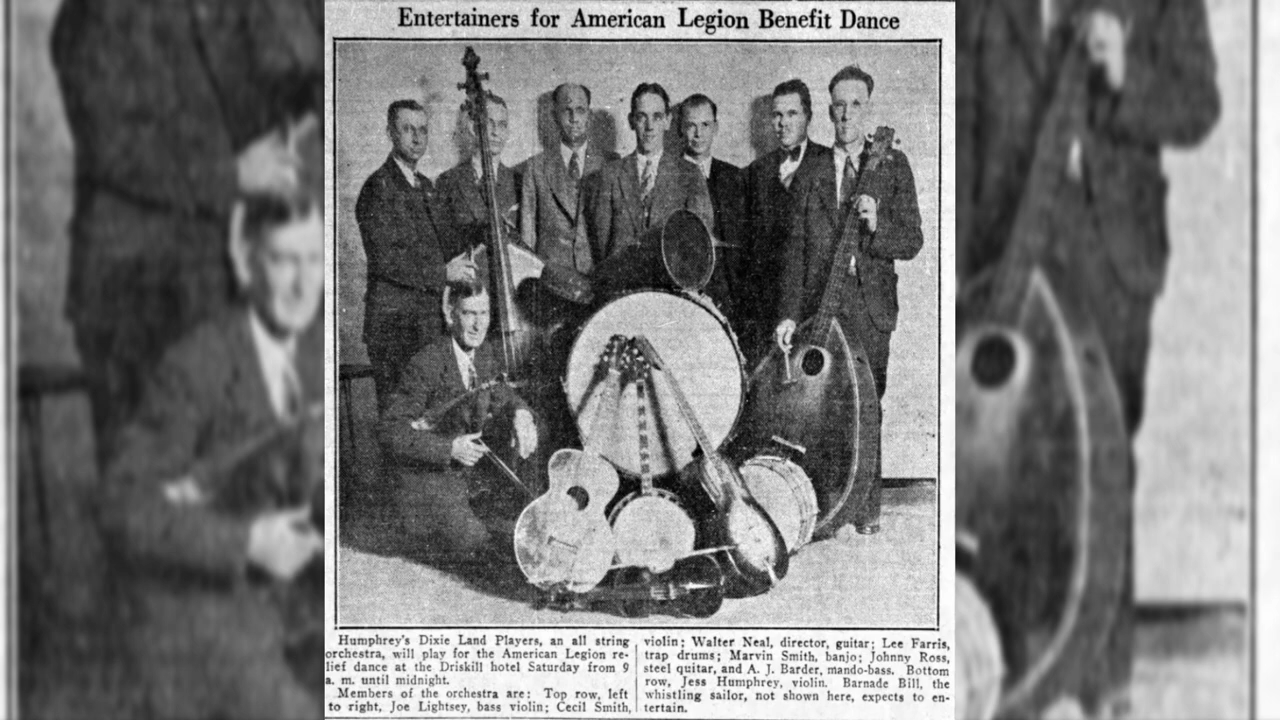 Entertainers for American Legion Benefit Dance
Humphrey's Dixie Land Players, an all string
orchestra, will play for the American Legion re-
lief dance at the Driskill hotel Saturday from 9
a. m. until midnight.
Members of the orchestra are: Top row, left
to right, Joe Lightsey, bass violin; Cecil Smith,
violin; Walter Neal, director, guitar; Lee Farris,
trap drums; Marvin Smith, banjo; Johnny Ross,
steel quitar, and A. J. Barder, mando-bass. Bottom
row, Jess Humphrey, violin. Barnade Bill, the
whistling sailor, not shown here, expects to en-
tertain.